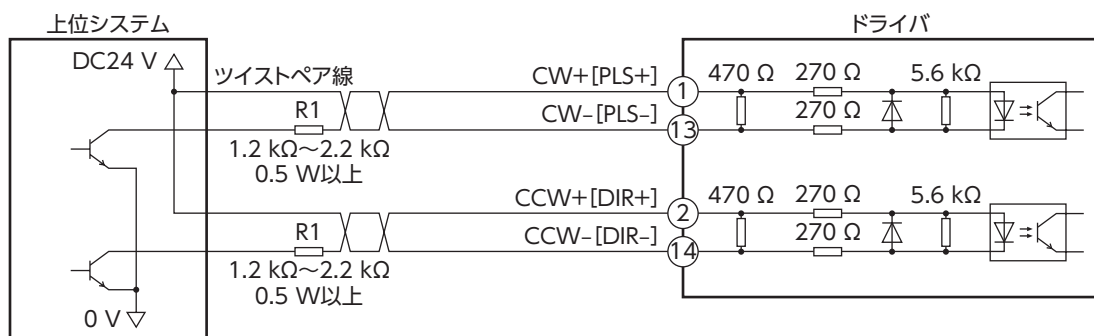 上位システム
ドライバ
DC24 V
ツイストペア線
CW+[PLS+]
1
470 Ω
270 Ω
5.6 kΩ
R1
CW-[PLS-]
13
270 Ω
1.2 kΩ～2.2 kΩ
0.5 W以上
CCW+[DIR+]
2
470 Ω
270 Ω
5.6 kΩ
R1
CCW-[DIR-]
14
270 Ω
1.2 kΩ～2.2 kΩ
0.5 W以上
0 V